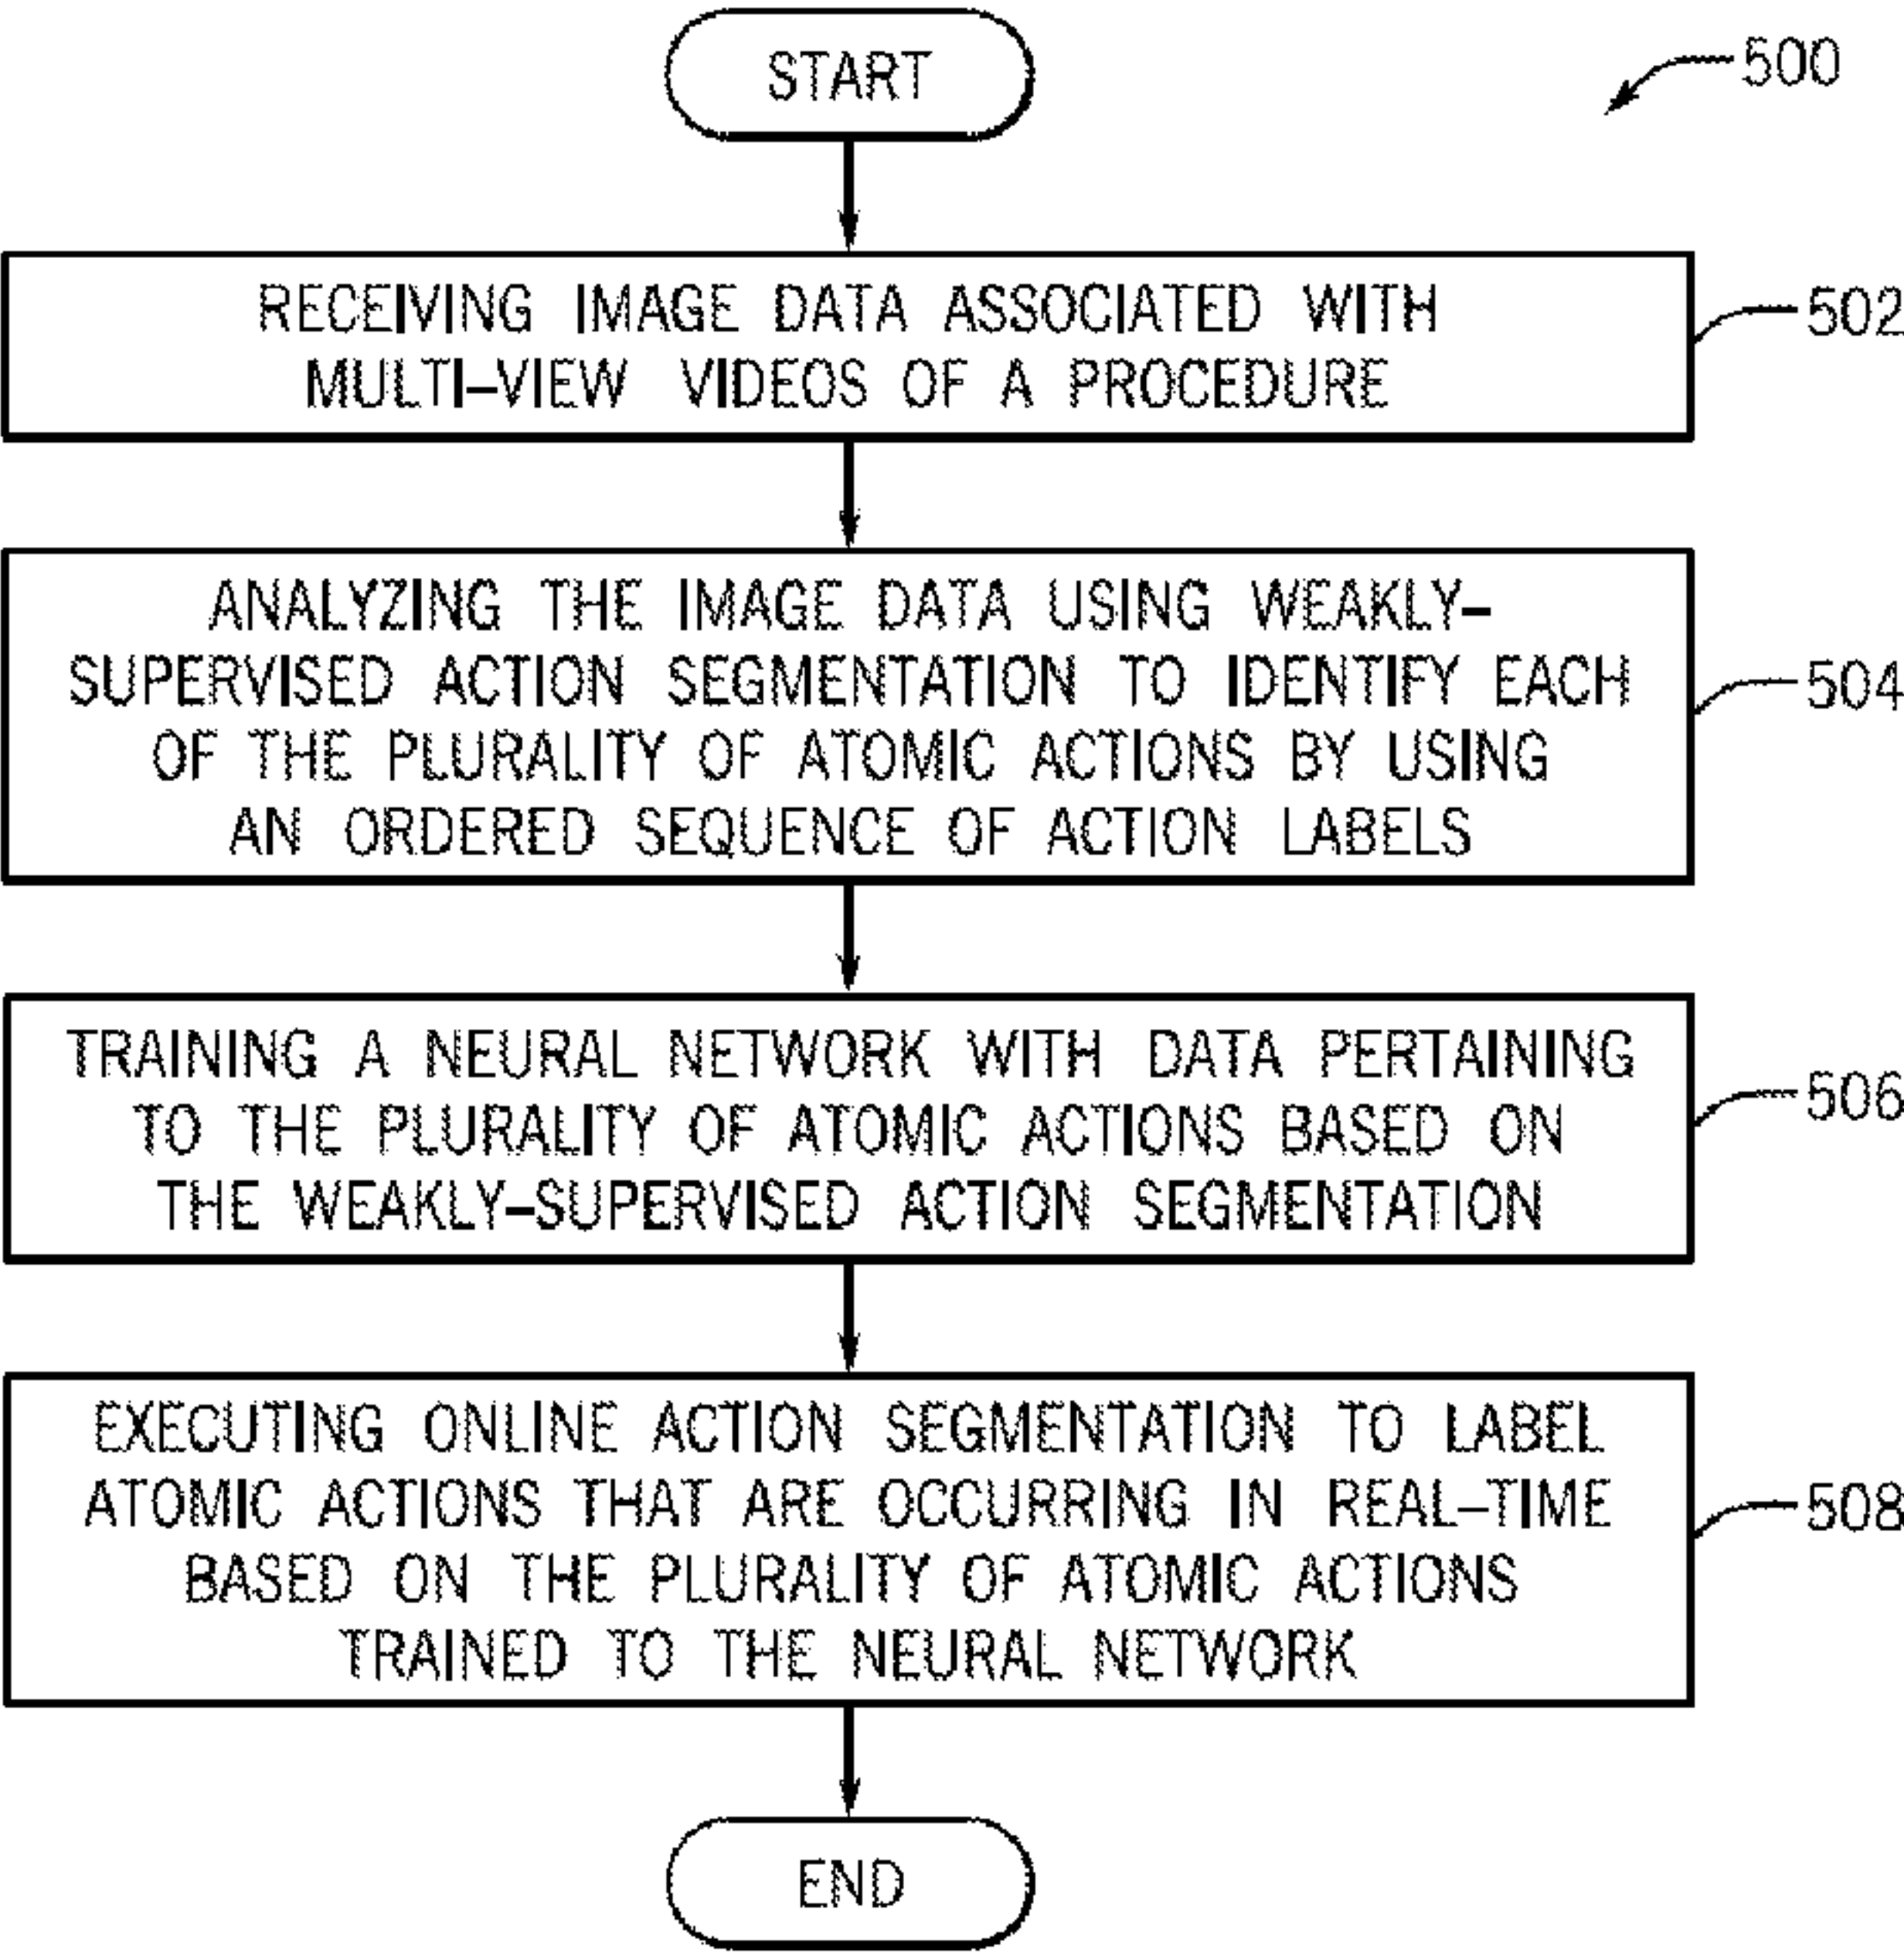 START
500
RECEIVING IMAGE DATA ASSOCIATED WITH
MULTI-VIEW VIDEOS OF A PROCEDURE
502
ANALYZING THE IMAGE DATA USING WEAKLY-
SUPERVISED ACTION SEGMENTATION TO IDENTIFY EACH
OF THE PLURALITY OF ATOMIC ACTIONS BY USING
AN ORDERED SEQUENCE OF ACTION LABELS
504
TRAINING A NEURAL NETWORK WITH DATA PERTAINING
TO THE PLURALITY OF ATOMIC ACTIONS BASED ON
THE WEAKLY-SUPERVISED ACTION SEGMENTATION
506
EXECUTING ONLINE ACTION SEGMENTATION TO LABEL
ATOMIC ACTIONS THAT ARE OCCURRING IN REAL-TIME
BASED ON THE PLURALITY OF ATOMIC ACTIONS
TRAINED TO THE NEURAL NETWORK
508
END